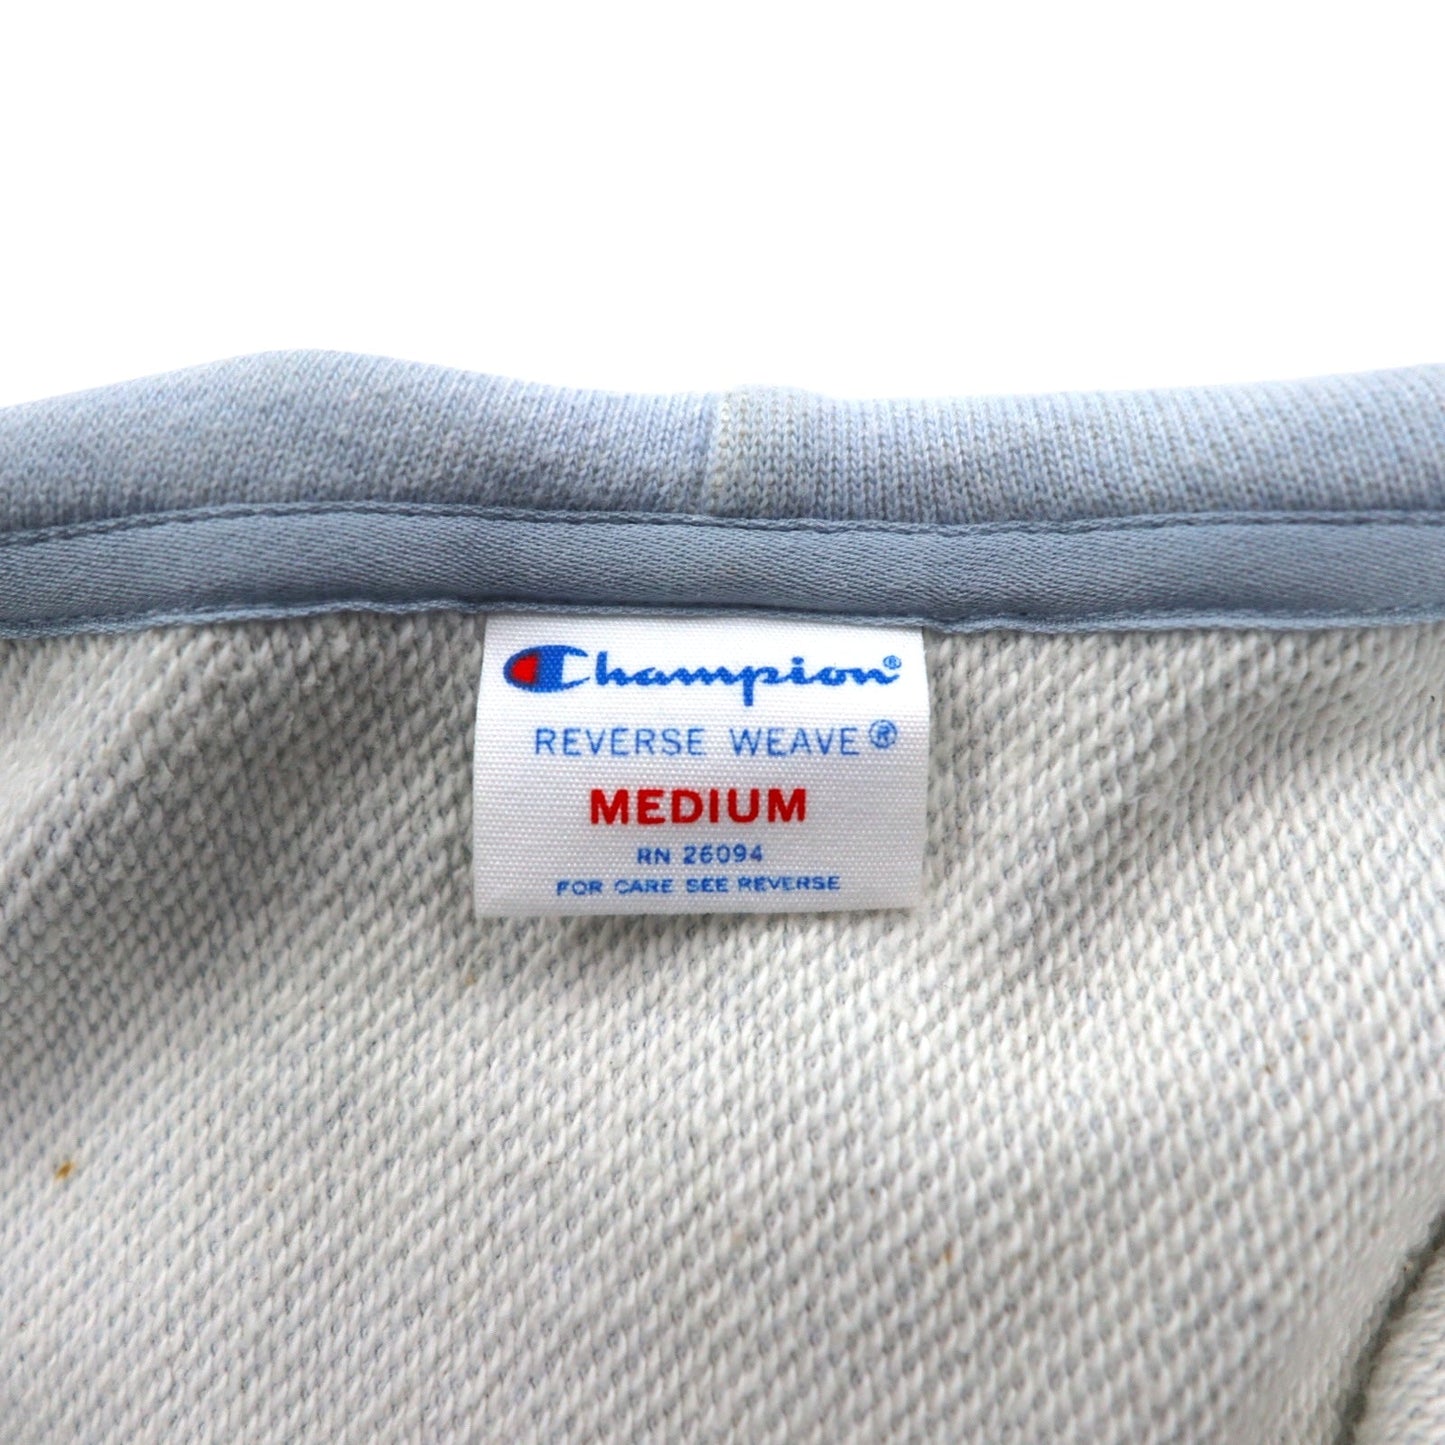 Champion®
REVERSE WEAVE®
MEDIUM
RN 26094
FOR CARE SEE REVERSE